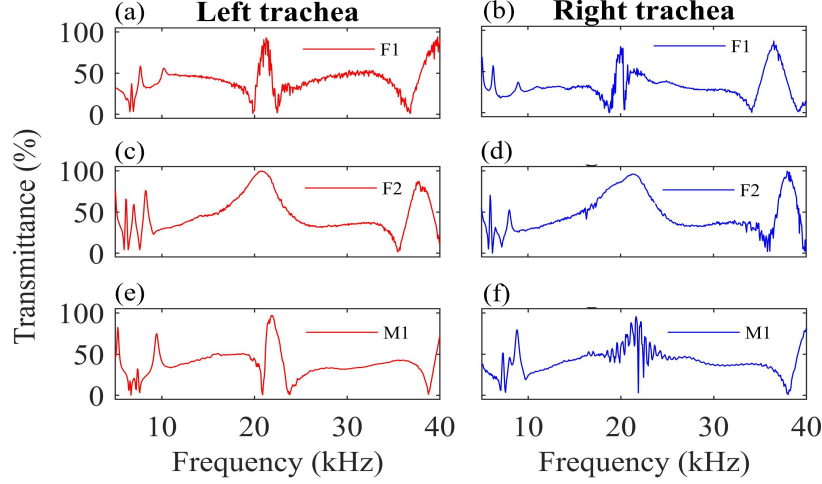 (a) Left trachea
(b) Right trachea
100
50
0
F1
F1
(c)
(d)
100
50
0
F2
F2
(e)
(f)
100
50
0
M1
M1
10 20 30 40
10 20 30 40
Frequency (kHz)
Frequency (kHz)
Transmittance (%)